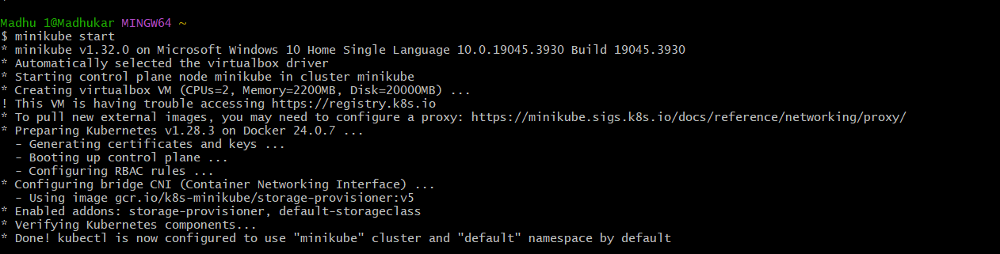 Madhu 1@Madhukar MINGW64 ~
$ minikube start
* minikube v1.32.0 on Microsoft Windows 10 Home Single Language 10.0.19045.3930 Build 19045.3930
* Automatically selected the virtualbox driver
* Starting control plane node minikube in cluster minikube
* Creating virtualbox VM (CPUs=2, Memory=2200MB, Disk=20000MB) ...
! This VM is having trouble accessing https://registry.k8s.io
* To pull new external images, you may need to configure a proxy: https://minikube.sigs.k8s.io/docs/reference/networking/proxy/
* Preparing Kubernetes v1.28.3 on Docker 24.0.7 ...
  - Generating certificates and keys ...
  - Booting up control plane ...
  - Configuring RBAC rules ...
* Configuring bridge CNI (Container Networking Interface) ...
  - Using image gcr.io/k8s-minikube/storage-provisioner:v5
* Enabled addons: storage-provisioner, default-storageclass
* Verifying Kubernetes components...
* Done! kubectl is now configured to use "minikube" cluster and "default" namespace by default